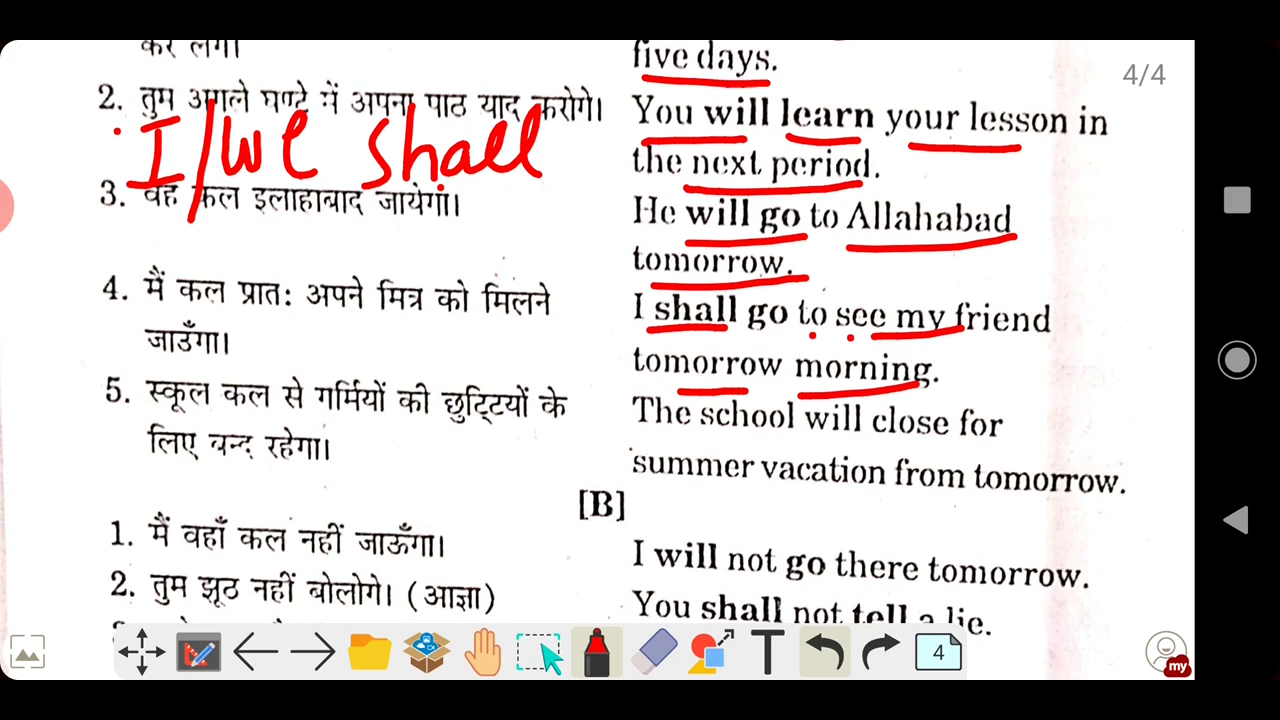 कर लेगा।
five days.
4/4
2. तुम अगले घण्टे में अपना पाठ याद करोगे।
You will learn your lesson in
the next period.
I/we shall
3. वह कल इलाहाबाद जायेगा।
He will go to Allahabad
tomorrow.
4. मैं कल प्रातः अपने मित्र को मिलने
जाउँगा।
I shall go to see my friend
tomorrow morning.
5. स्कूल कल से गर्मियों की छुट्टियों के
लिए बन्द रहेगा।
The school will close for
summer vacation from tomorrow.
[B]
1. मैं वहाँ कल नहीं जाऊँगा।
I will not go there tomorrow.
2. तुम झूठ नहीं बोलोगे। (आज्ञा)
You shall not tell a lie.
T
4
my